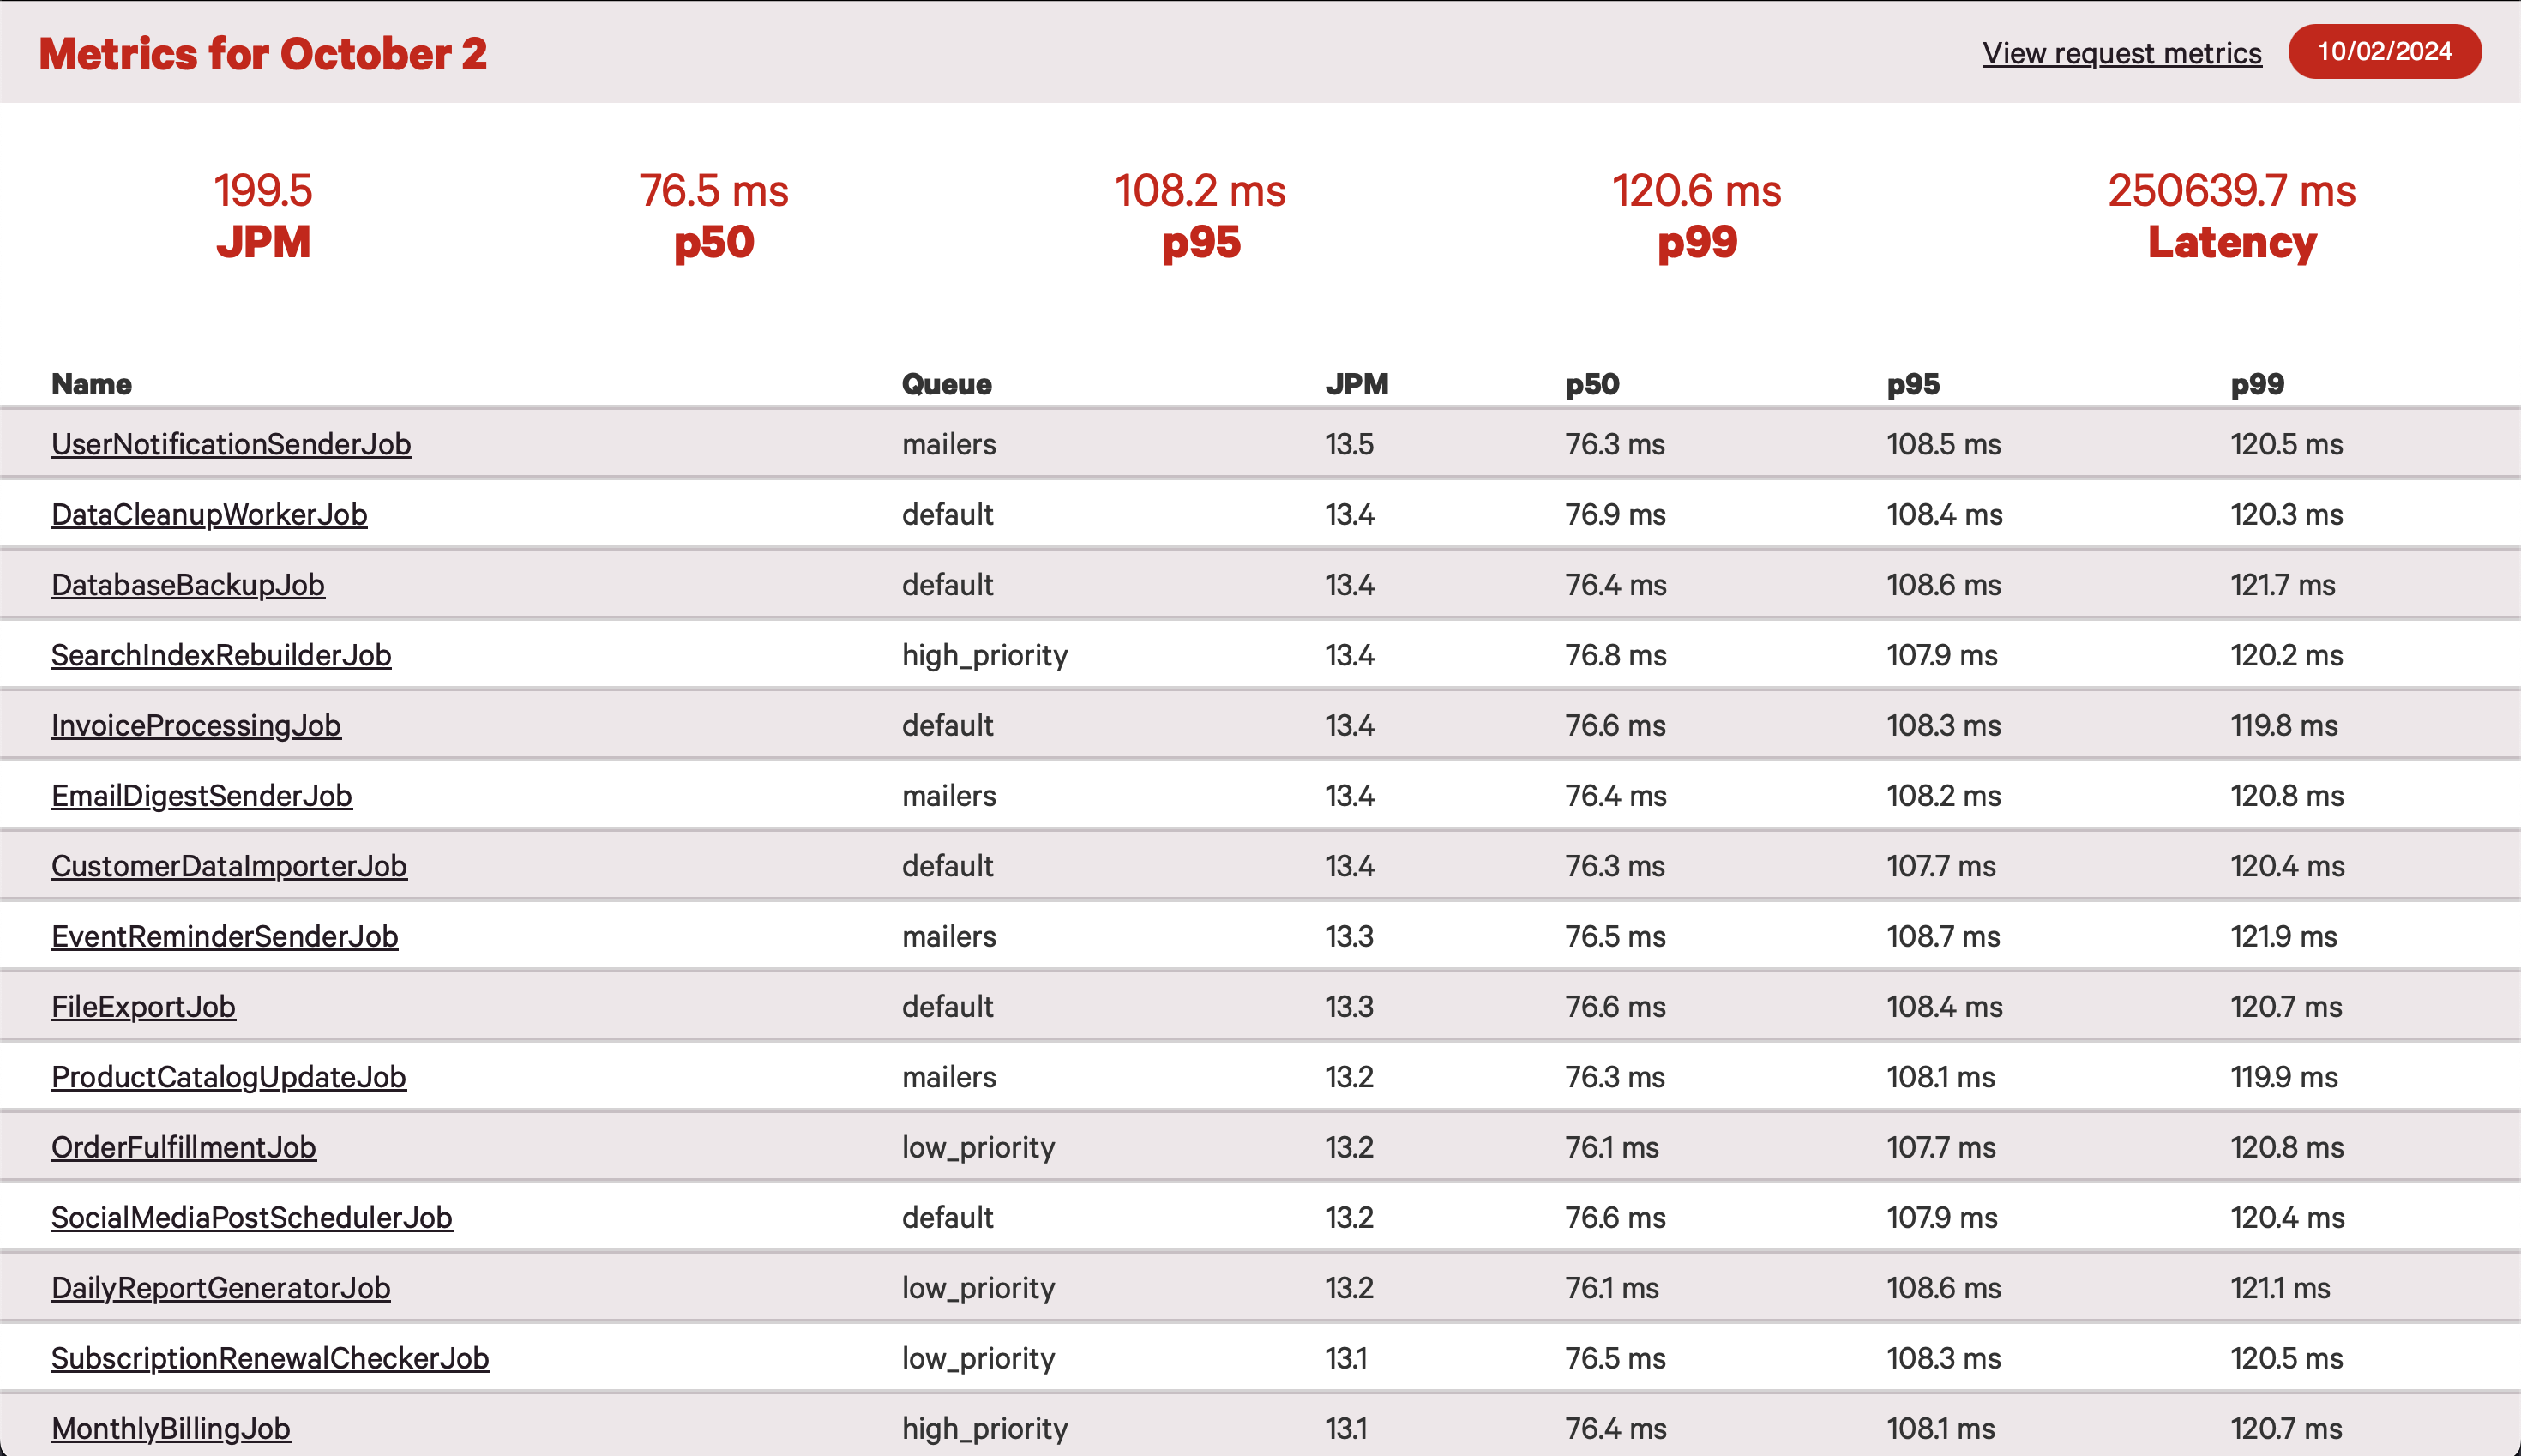 Metrics for October 2 View request metrics 10/02/2024
199.5 76.5 ms 108.2 ms 120.6 ms 250639.7 ms
JPM p50 p95 p99 Latency
Name Queue JPM p50 p95 p99
UserNotificationSenderJob mailers 13.5 76.3 ms 108.5 ms 120.5 ms
DataCleanupWorkerJob default 13.4 76.9 ms 108.4 ms 120.3 ms
DatabaseBackupJob default 13.4 76.4 ms 108.6 ms 121.7 ms
SearchIndexRebuilderJob high_priority 13.4 76.8 ms 107.9 ms 120.2 ms
InvoiceProcessingJob default 13.4 76.6 ms 108.3 ms 119.8 ms
EmailDigestSenderJob mailers 13.4 76.4 ms 108.2 ms 120.8 ms
CustomerDataImporterJob default 13.4 76.3 ms 107.7 ms 120.4 ms
EventReminderSenderJob mailers 13.3 76.5 ms 108.7 ms 121.9 ms
FileExportJob default 13.3 76.6 ms 108.4 ms 120.7 ms
ProductCatalogUpdateJob mailers 13.2 76.3 ms 108.1 ms 119.9 ms
OrderFulfillmentJob low_priority 13.2 76.1 ms 107.7 ms 120.8 ms
SocialMediaPostSchedulerJob default 13.2 76.6 ms 107.9 ms 120.4 ms
DailyReportGeneratorJob low_priority 13.2 76.1 ms 108.6 ms 121.1 ms
SubscriptionRenewalCheckerJob low_priority 13.1 76.5 ms 108.3 ms 120.5 ms
MonthlyBillingJob high_priority 13.1 76.4 ms 108.1 ms 120.7 ms